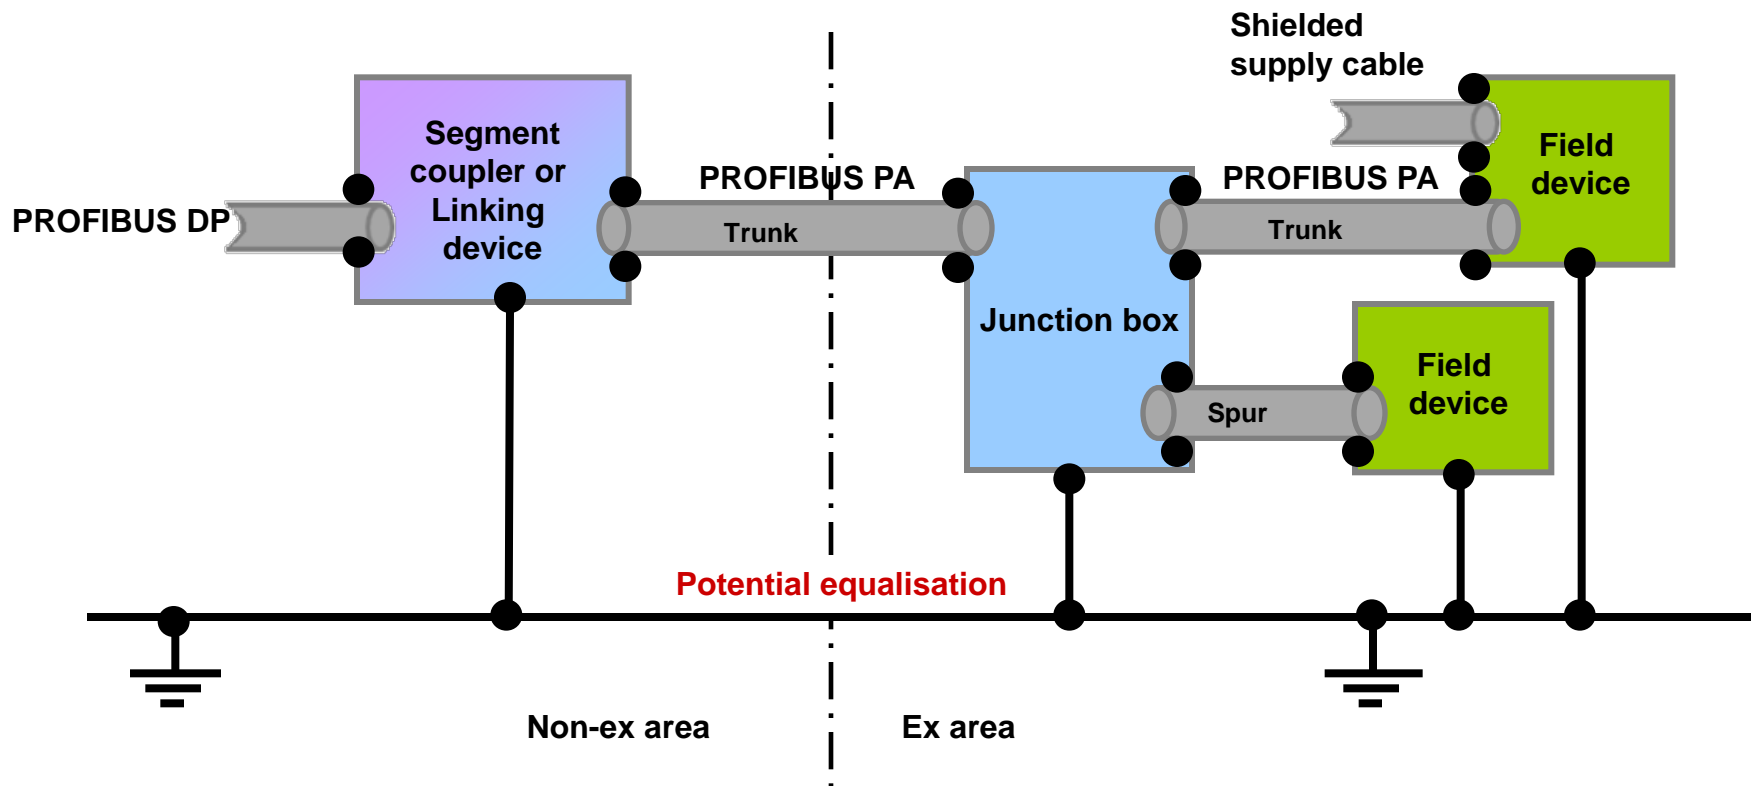 Shielded
supply cable
Segment
coupler or
Linking
device
PROFIBUS DP
PROFIBUS PA
Trunk
PROFIBUS PA
Trunk
Field
device
Junction box
Spur
Field
device
Potential equalisation
Non-ex area
Ex area